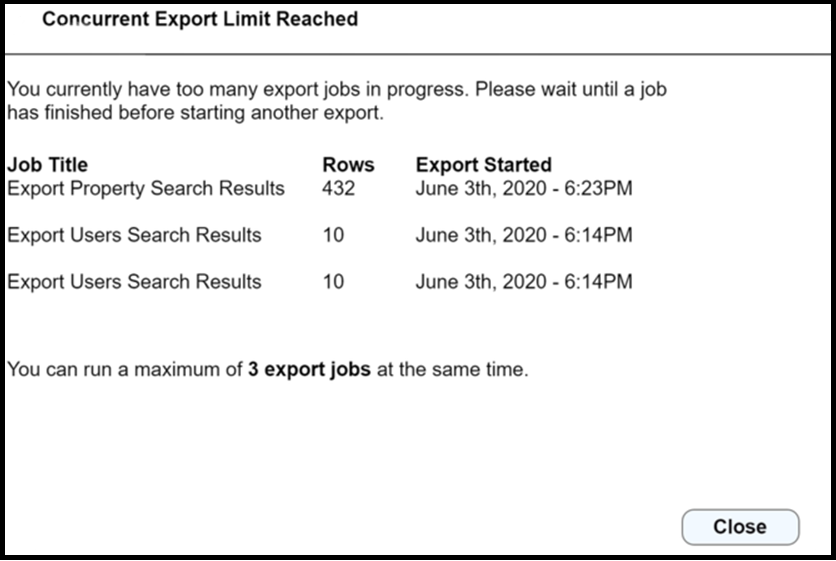 Concurrent Export Limit Reached
You currently have too many export jobs in progress. Please wait until a job
has finished before starting another export.
Job Title Rows Export Started
Export Property Search Results 432 June 3th, 2020 - 6:23PM
Export Users Search Results 10 June 3th, 2020 - 6:14PM
Export Users Search Results 10 June 3th, 2020 - 6:14PM
You can run a maximum of 3 export jobs at the same time.
Close